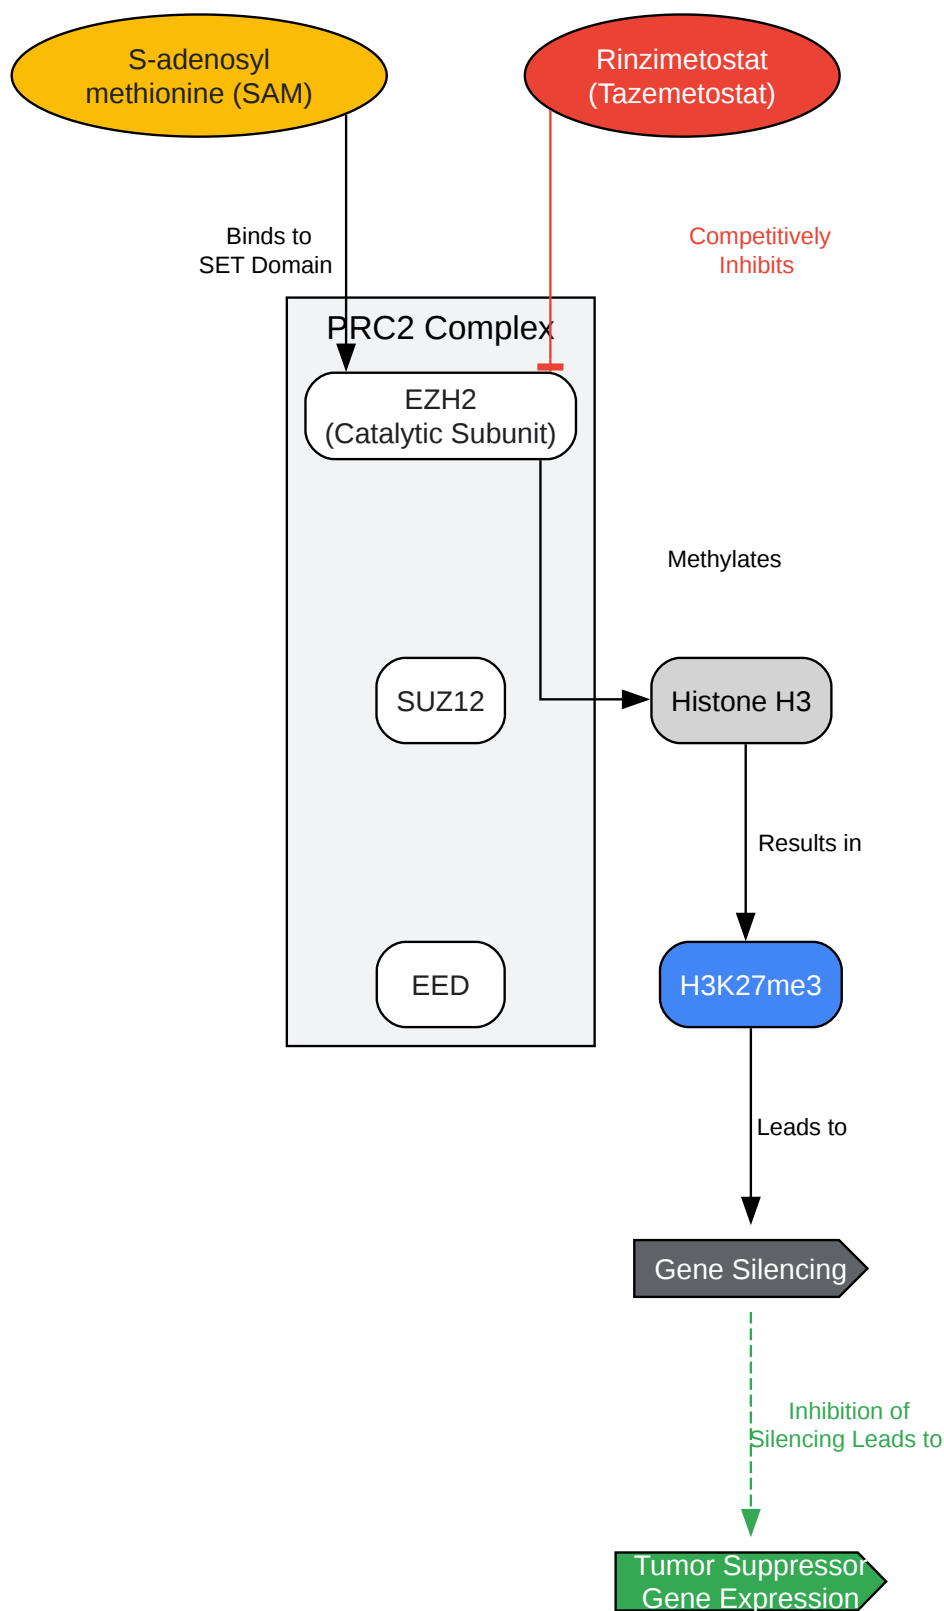 S-adenosyl
methionine (SAM)
Rinzimetostat
(Tazemetostat)
Binds to
SET Domain
Competitively
Inhibits
PRC2 Complex
EZH2
(Catalytic Subunit)
Methylates
SUZ12
Histone H3
Results in
EED
H3K27me3
Leads to
Gene Silencing
Inhibition of
Silencing Leads to
Tumor Suppressor
Gene Expression